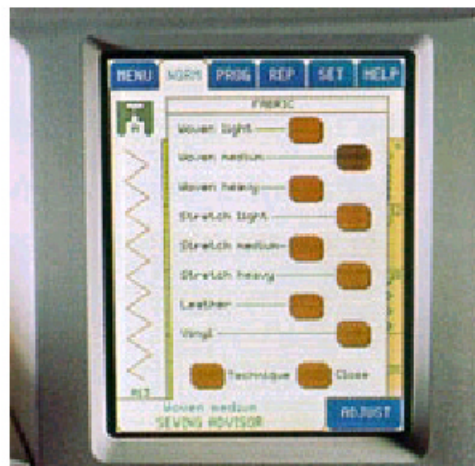 MENU NORM PROG REP SET HELP
FABRIC
A
Woven light
Woven medium
Woven heavy
Stretch light
Stretch medium
Stretch heavy
Leather
Vinyl
Technique Close
ALT
Woven medium
SEWING ADVISOR
ADJUST